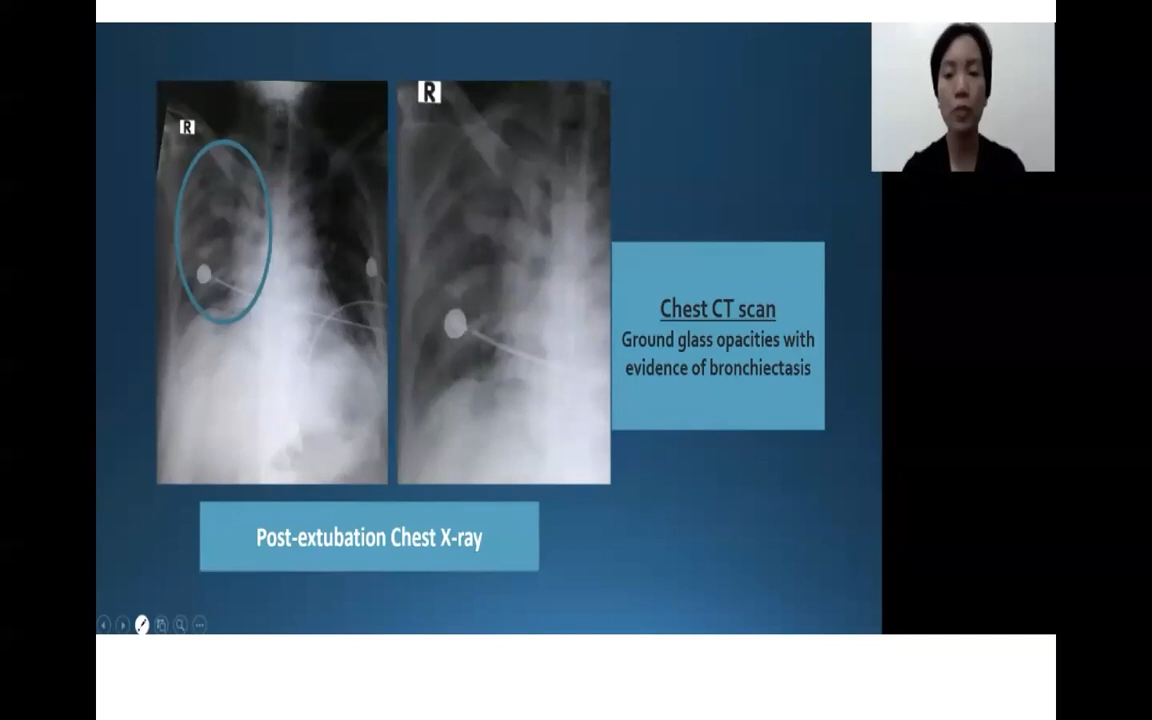 R
R
Chest CT scan
Ground glass opacities with
evidence of bronchiectasis
Post-extubation Chest X-ray